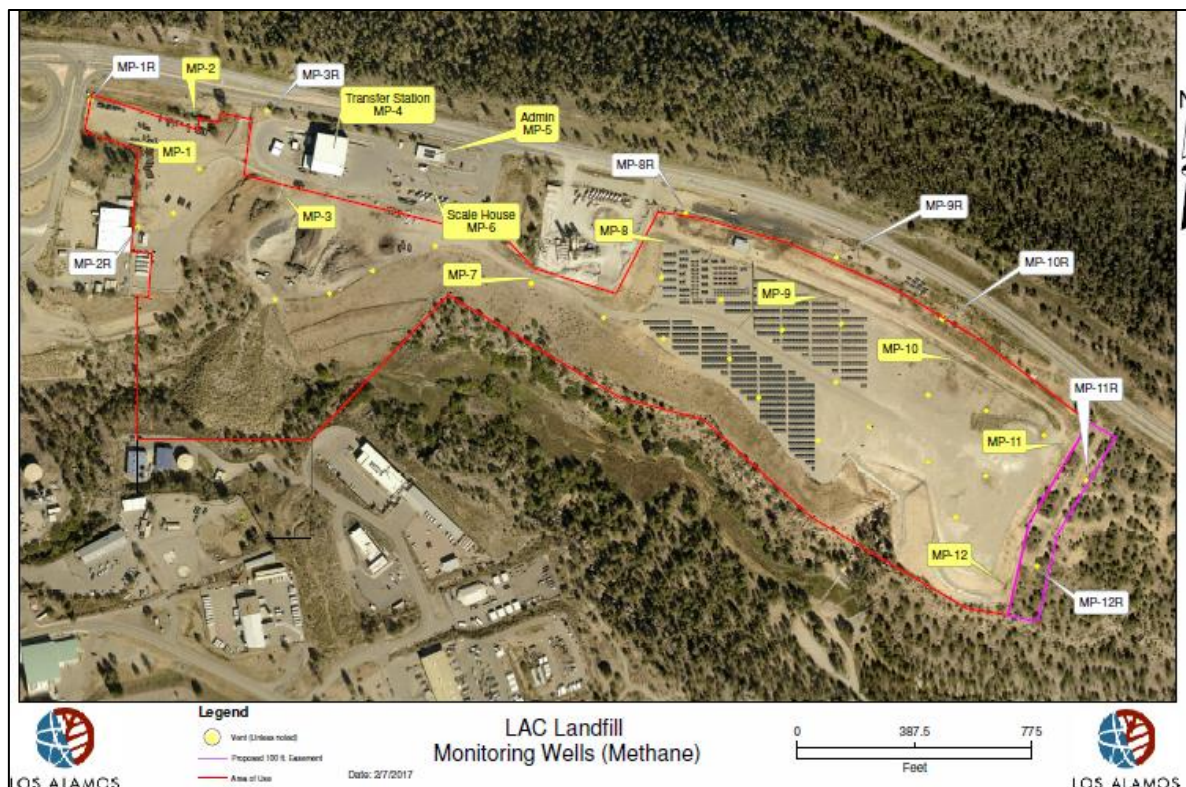 MP-1R
MP-2
MP-3R
Transfer Station
MP-4
Admin
MP-5
MP-1
MP-8R
MP-3
Scale House
MP-6
MP-8
MP-9R
MP-2R
MP-7
MP-9
MP-10R
MP-10
MP-11R
MP-11
MP-12
MP-12R
N
Legend
Vent (Unless noted)
Proposed 100 ft. Easement
Area of Use
Date: 2/7/2017
LAC Landfill
Monitoring Wells (Methane)
0 387.5 775
Feet
LOS ALAMOS
LOS ALAMOS